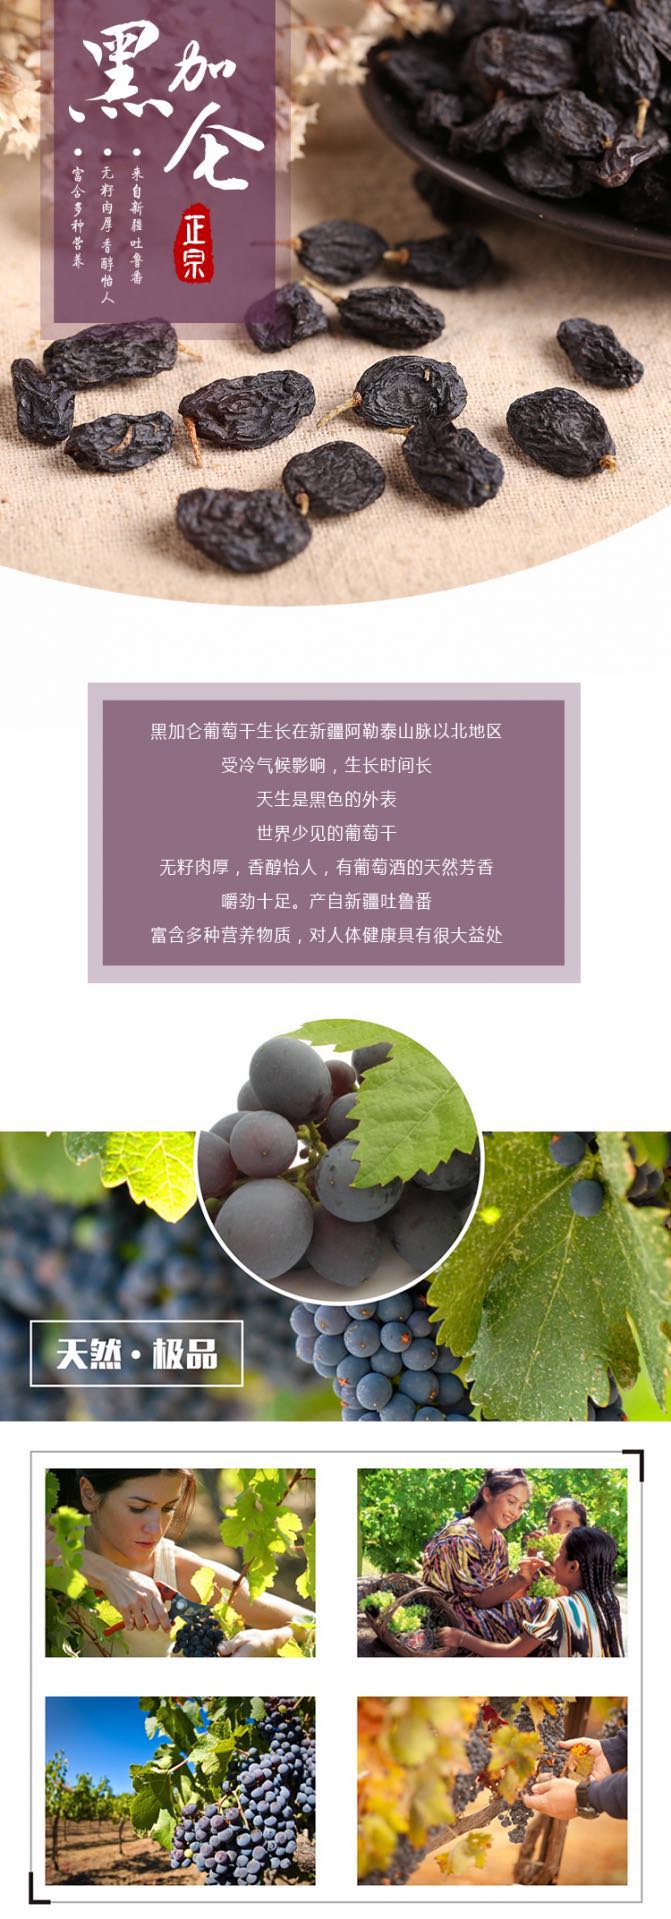 黑加仑
正宗
●来自新疆吐鲁番
●无籽肉厚 香醇怡人
●富含多种营养
黑加仑葡萄干生长在新疆阿勒泰山脉以北地区
受冷气候影响，生长时间长
天生是黑色的外表
世界少见的葡萄干
无籽肉厚，香醇怡人，有葡萄酒的天然芳香
嚼劲十足。产自新疆吐鲁番
富含多种营养物质，对人体健康具有很大益处
天然·极品